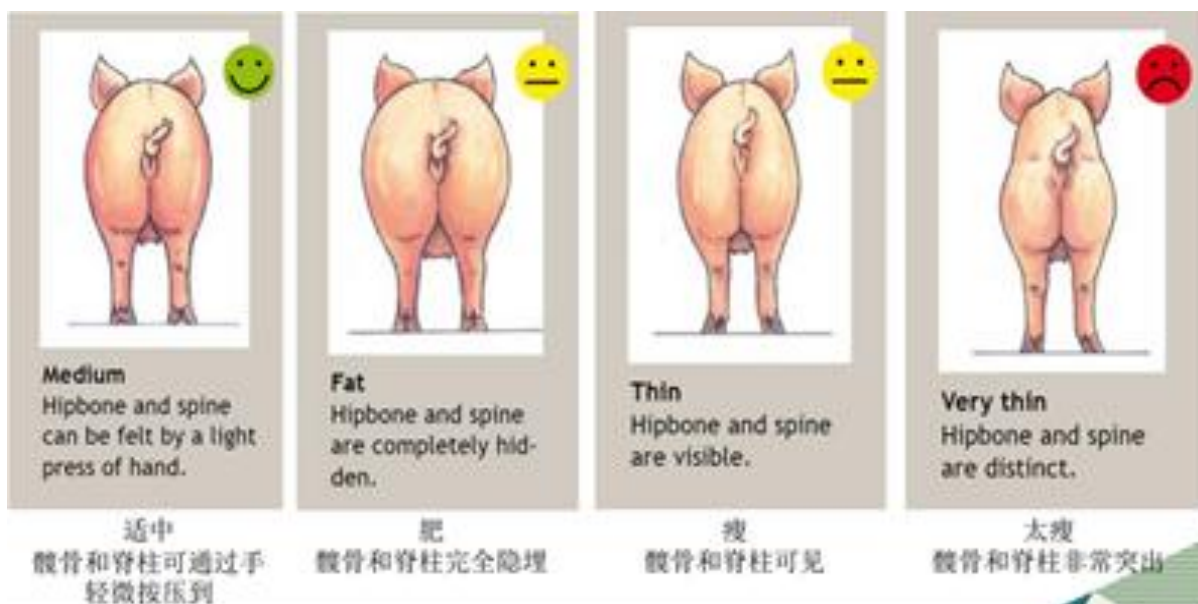 Medium
Hipbone and spine
can be felt by a light
press of hand.
Fat
Hipbone and spine
are completely hid-
den.
Thin
Hipbone and spine
are visible.
Very thin
Hipbone and spine
are distinct.
适中
髋骨和脊柱可通过手
轻微按压到
肥
髋骨和脊柱完全隐埋
瘦
髋骨和脊柱可见
太瘦
髋骨和脊柱非常突出